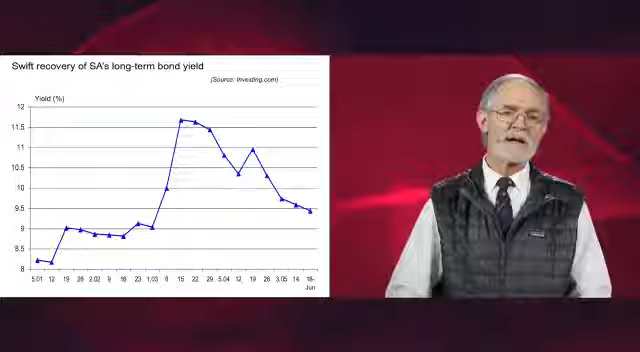 Swift recovery of SA's long-term bond yield
(Source: Investing.com)
Yield (%)
12
11.5
11
10.5
10
9.5
9
8.5
8
5.01 12 19 26 2.02 9 16 23 1.03 8 15 22 29 5.04 12 19 26 3.05 14 18-
Jun